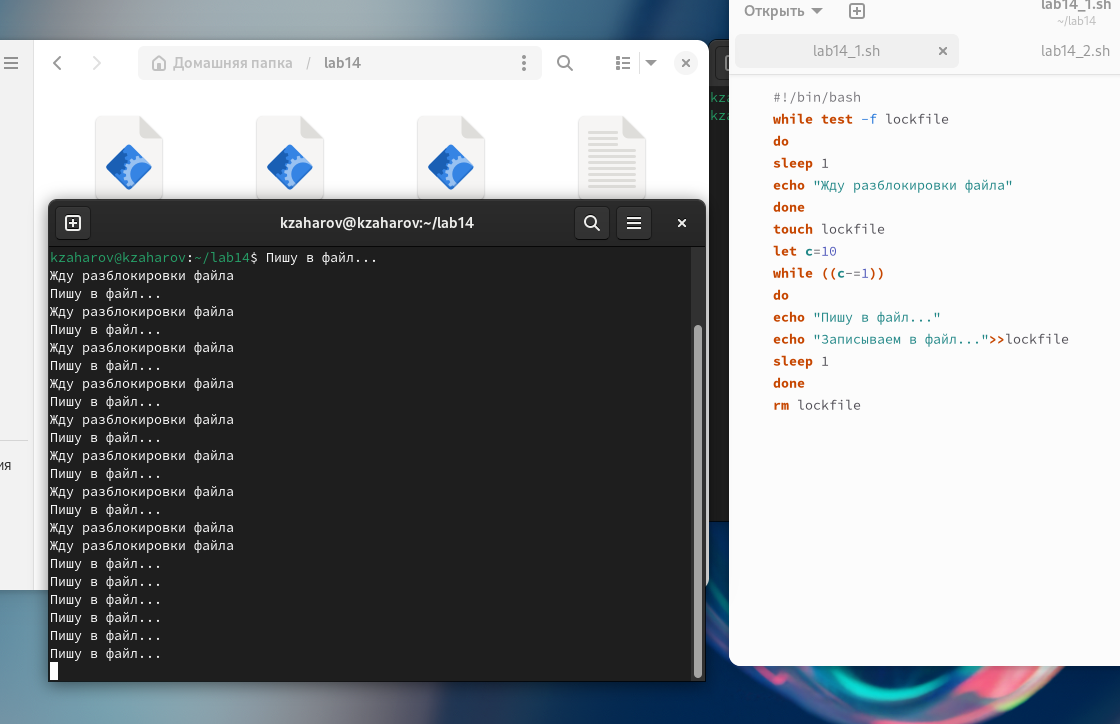 Открыть
lab14_1.sh
~/lab14
lab14_1.sh
lab14_2.sh
Домашняя папка / lab14
kza
kza
#!/bin/bash
while test -f lockfile
do
sleep 1
echo "Жду разблокировки файла"
done
touch lockfile
let c=10
while ((c-=1))
do
echo "Пишу в файл..."
echo "Записываем в файл...">>lockfile
sleep 1
done
rm lockfile
ия
kzaharov@kzaharov:~/lab14
kzaharov@kzaharov:~/lab14$ Пишу в файл...
Жду разблокировки файла
Пишу в файл...
Жду разблокировки файла
Пишу в файл...
Жду разблокировки файла
Пишу в файл...
Жду разблокировки файла
Пишу в файл...
Жду разблокировки файла
Пишу в файл...
Жду разблокировки файла
Пишу в файл...
Жду разблокировки файла
Пишу в файл...
Жду разблокировки файла
Жду разблокировки файла
Пишу в файл...
Пишу в файл...
Пишу в файл...
Пишу в файл...
Пишу в файл...
Пишу в файл...